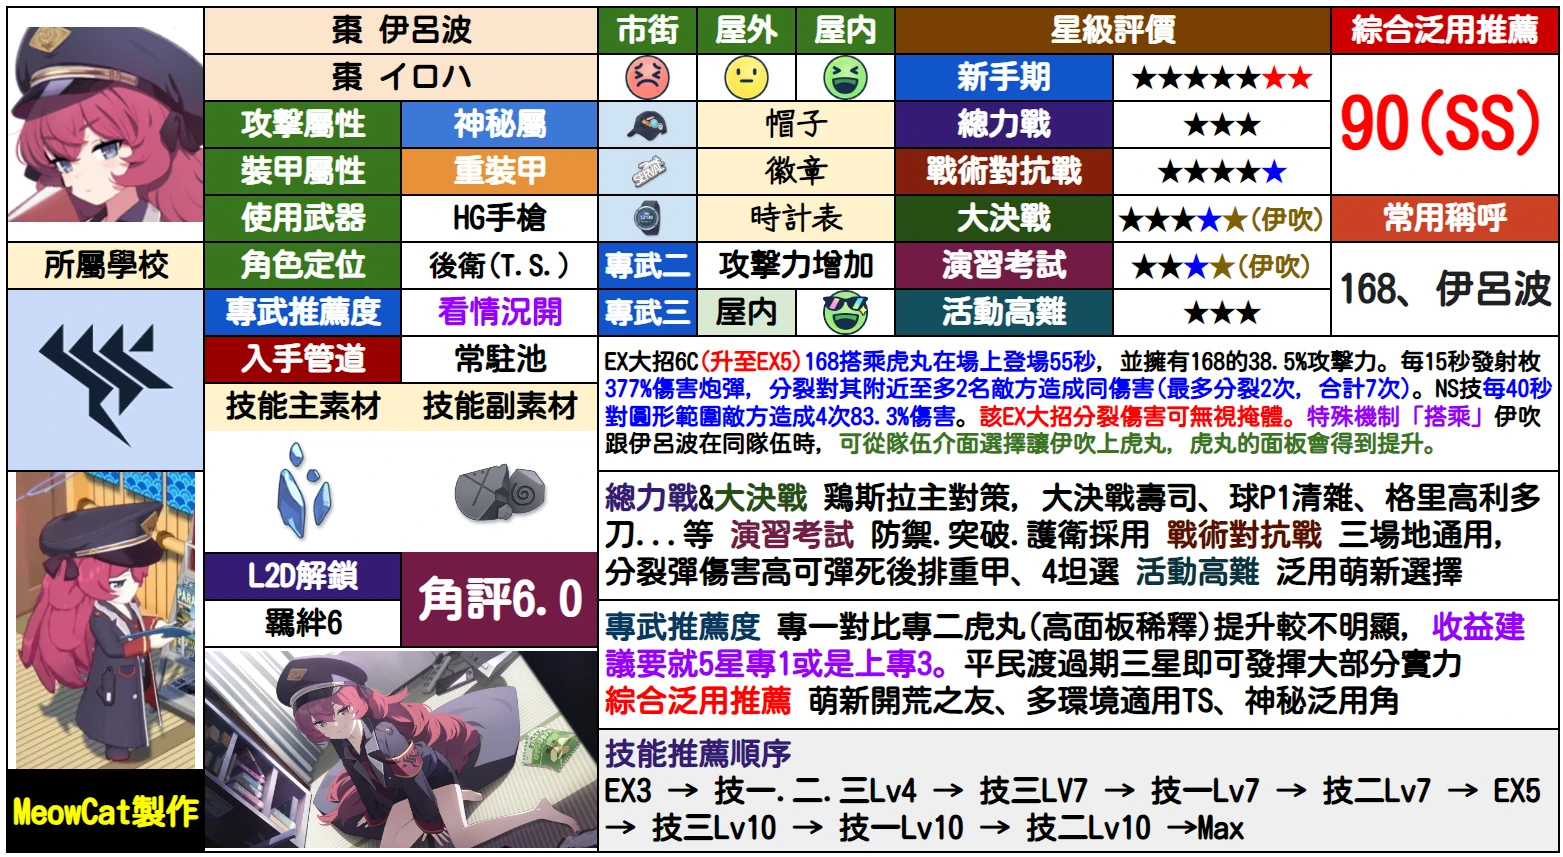 棗 伊呂波
市街
屋外
屋内
星級評價
綜合泛用推薦
棗 イロハ
新手期
★★★★★★★
90(SS)
攻擊屬性
神秘屬
帽子
總力戰
★★★
裝甲屬性
重裝甲
SERVAL
徽章
戰術對抗戰
★★★★★
使用武器
HG手槍
時計表
大決戰
★★★★★(伊吹)
常用稱呼
所屬學校
角色定位
後衛(T.S.)
專武二
攻擊力增加
演習考試
★★★★(伊吹)
168、伊呂波
專武推薦度
看情況開
專武三
屋内
活動高難
★★★
入手管道
常駐池
EX大招6C(升至EX5)168搭乘虎丸在場上登場55秒，並擁有168的38.5%攻擊力。每15秒發射枚
377%傷害炮彈，分裂對其附近至多2名敵方造成同傷害(最多分裂2次，合計7次)。NS技每40秒
對圓形範圍敵方造成4次83.3%傷害。該EX大招分裂傷害可無視掩體。特殊機制「搭乘」伊吹
跟伊呂波在同隊伍時，可從隊伍介面選擇讓伊吹上虎丸，虎丸的面板會得到提升。
技能主素材
技能副素材
總力戰&大決戰 鶏斯拉主對策，大決戰壽司、球P1清雜、格里高利多
刀...等 演習考試 防禦.突破.護衛採用 戰術對抗戰 三場地通用，
分裂彈傷害高可彈死後排重甲、4坦選 活動高難 泛用萌新選擇
L2D解鎖
角評6.0
羈絆6
專武推薦度 專一對比專二虎丸(高面板稀釋)提升較不明顯，收益建
議要就5星專1或是上專3。平民渡過期三星即可發揮大部分實力
綜合泛用推薦 萌新開荒之友、多環境適用TS、神秘泛用角
技能推薦順序
EX3 → 技一.二.三Lv4 → 技三LV7 → 技一Lv7 → 技二Lv7 → EX5
→ 技三Lv10 → 技一Lv10 → 技二Lv10 →Max
MeowCat製作